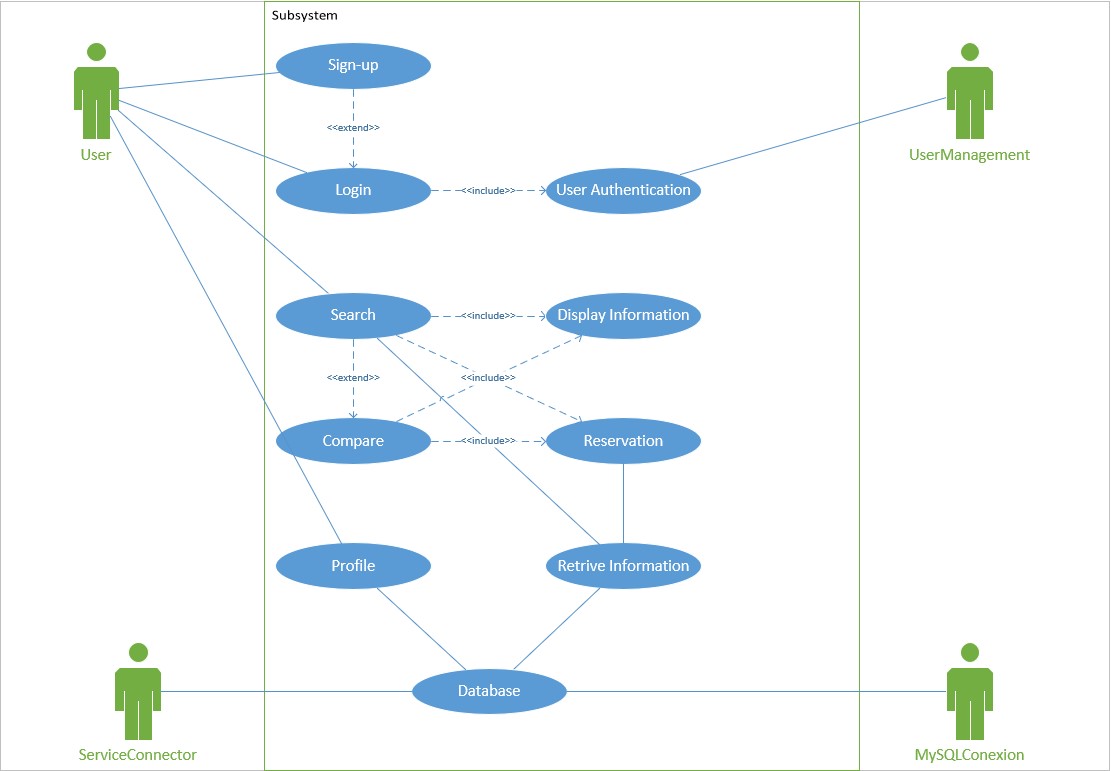 Subsystem
Sign-up
User
<<extend>>
UserManagement
Login
<<include>>
User Authentication
Search
<<include>>
Display Information
<<extend>>
<<include>>
Compare
<<include>>
Reservation
Profile
Retrive Information
Database
ServiceConnector
MySQLConexion